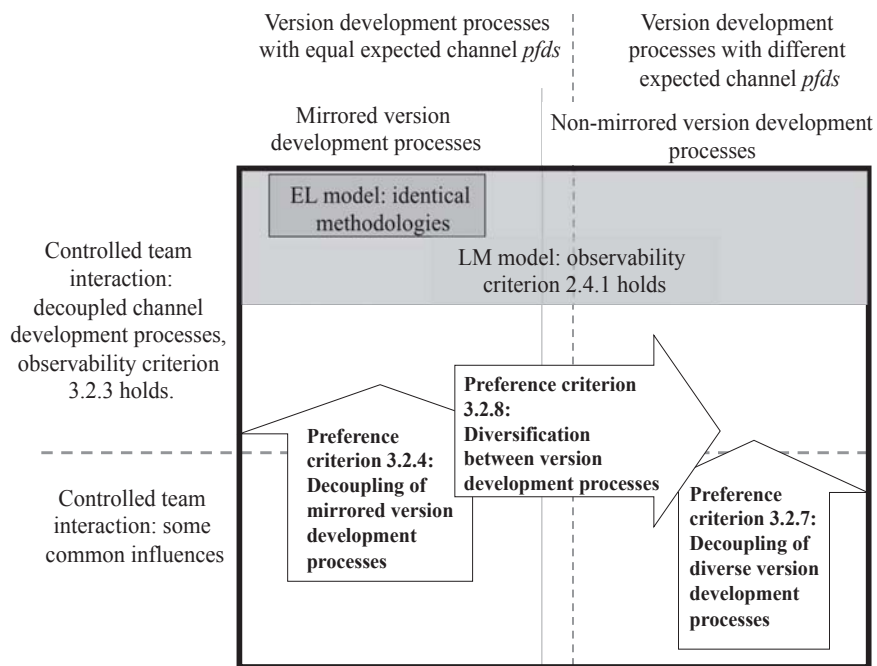 Version development processes
with equal expected channel pfds
Version development
processes with different
expected channel pfds
Mirrored version
development processes
Non-mirrored version development
processes
EL model: identical
methodologies
LM model: observability
criterion 2.4.1 holds
Controlled team
interaction:
decoupled channel
development processes,
observability criterion
3.2.3 holds.
Preference criterion
3.2.8:
Diversification
between version
development processes
Preference
criterion 3.2.4:
Decoupling of
mirrored version
development
processes
Controlled team
interaction: some
common influences
Preference
criterion 3.2.7:
Decoupling of
diverse version
development
processes